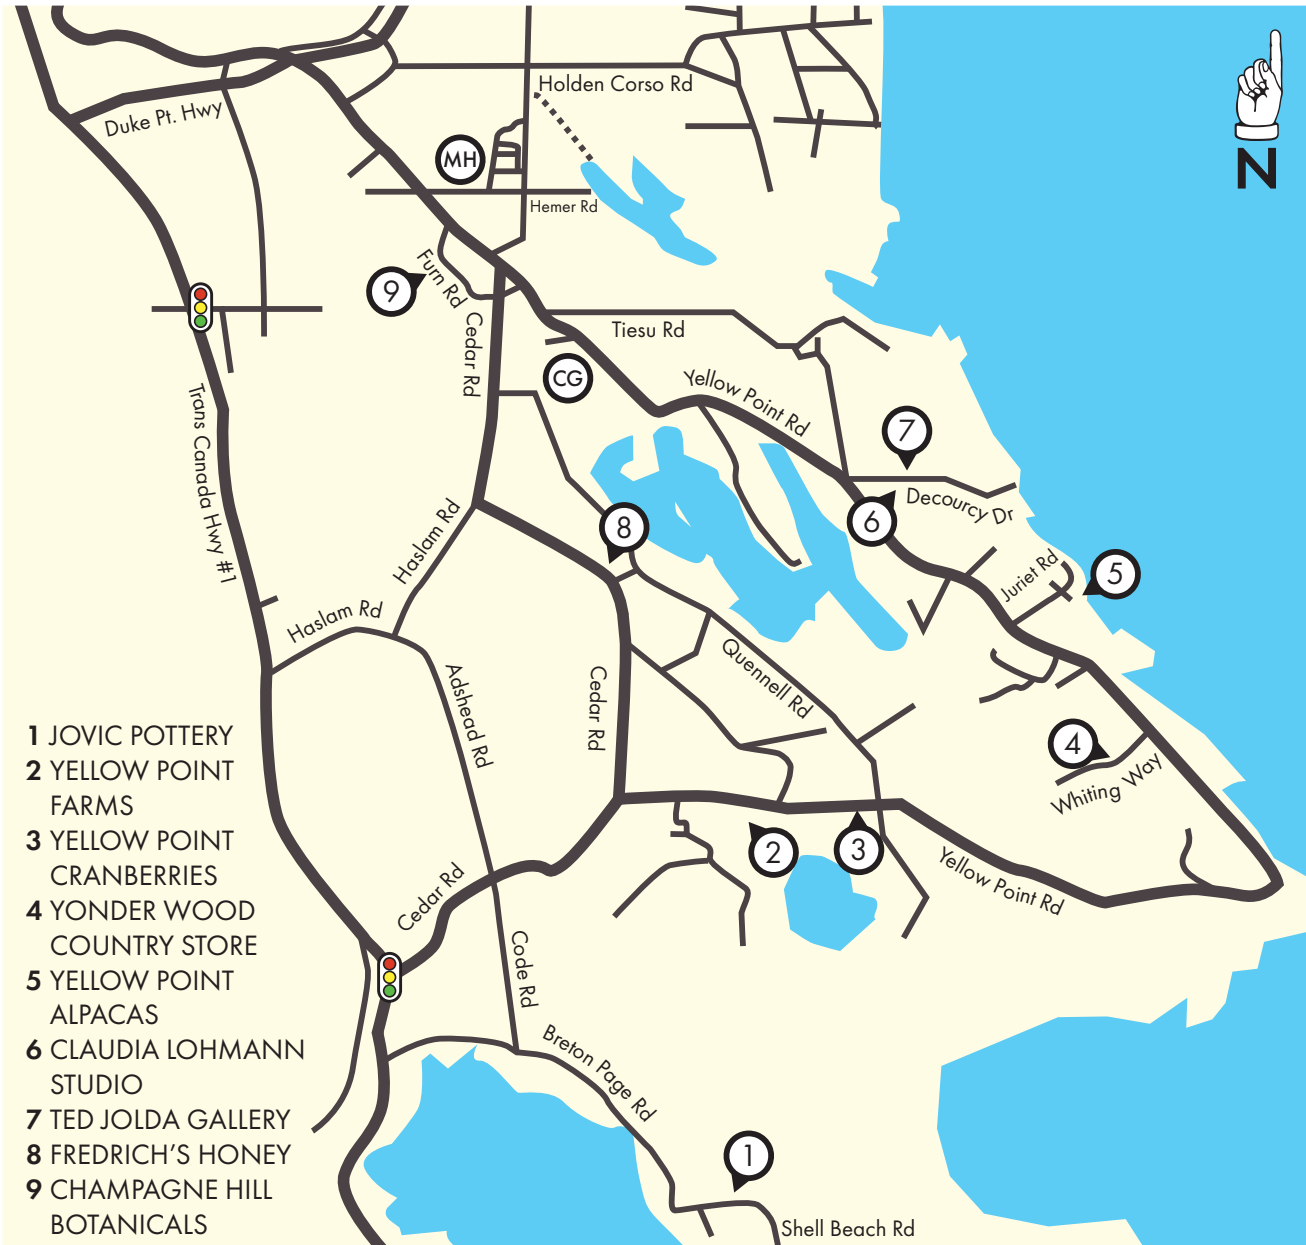 Holden Corso Rd
Duke Pt. Hwy
MH
N
Hemer Rd
Furn Rd
9
Cedar Rd
Tiesu Rd
CG
Yellow Point Rd
Trans Canada Hwy #1
7
Decourcy Dr
6
8
Haslam Rd
Juriet Rd
5
Haslam Rd
Adshead Rd
Cedar Rd
Quennell Rd
4
Whiting Way
2
3
Yellow Point Rd
Cedar Rd
Code Rd
Breton Page Rd
1
Shell Beach Rd
1 JOVIC POTTERY
2 YELLOW POINT
FARMS
3 YELLOW POINT
CRANBERRIES
4 YONDER WOOD
COUNTRY STORE
5 YELLOW POINT
ALPACAS
6 CLAUDIA LOHMANN
STUDIO
7 TED JOLDA GALLERY
8 FREDRICH'S HONEY
9 CHAMPAGNE HILL
BOTANICALS